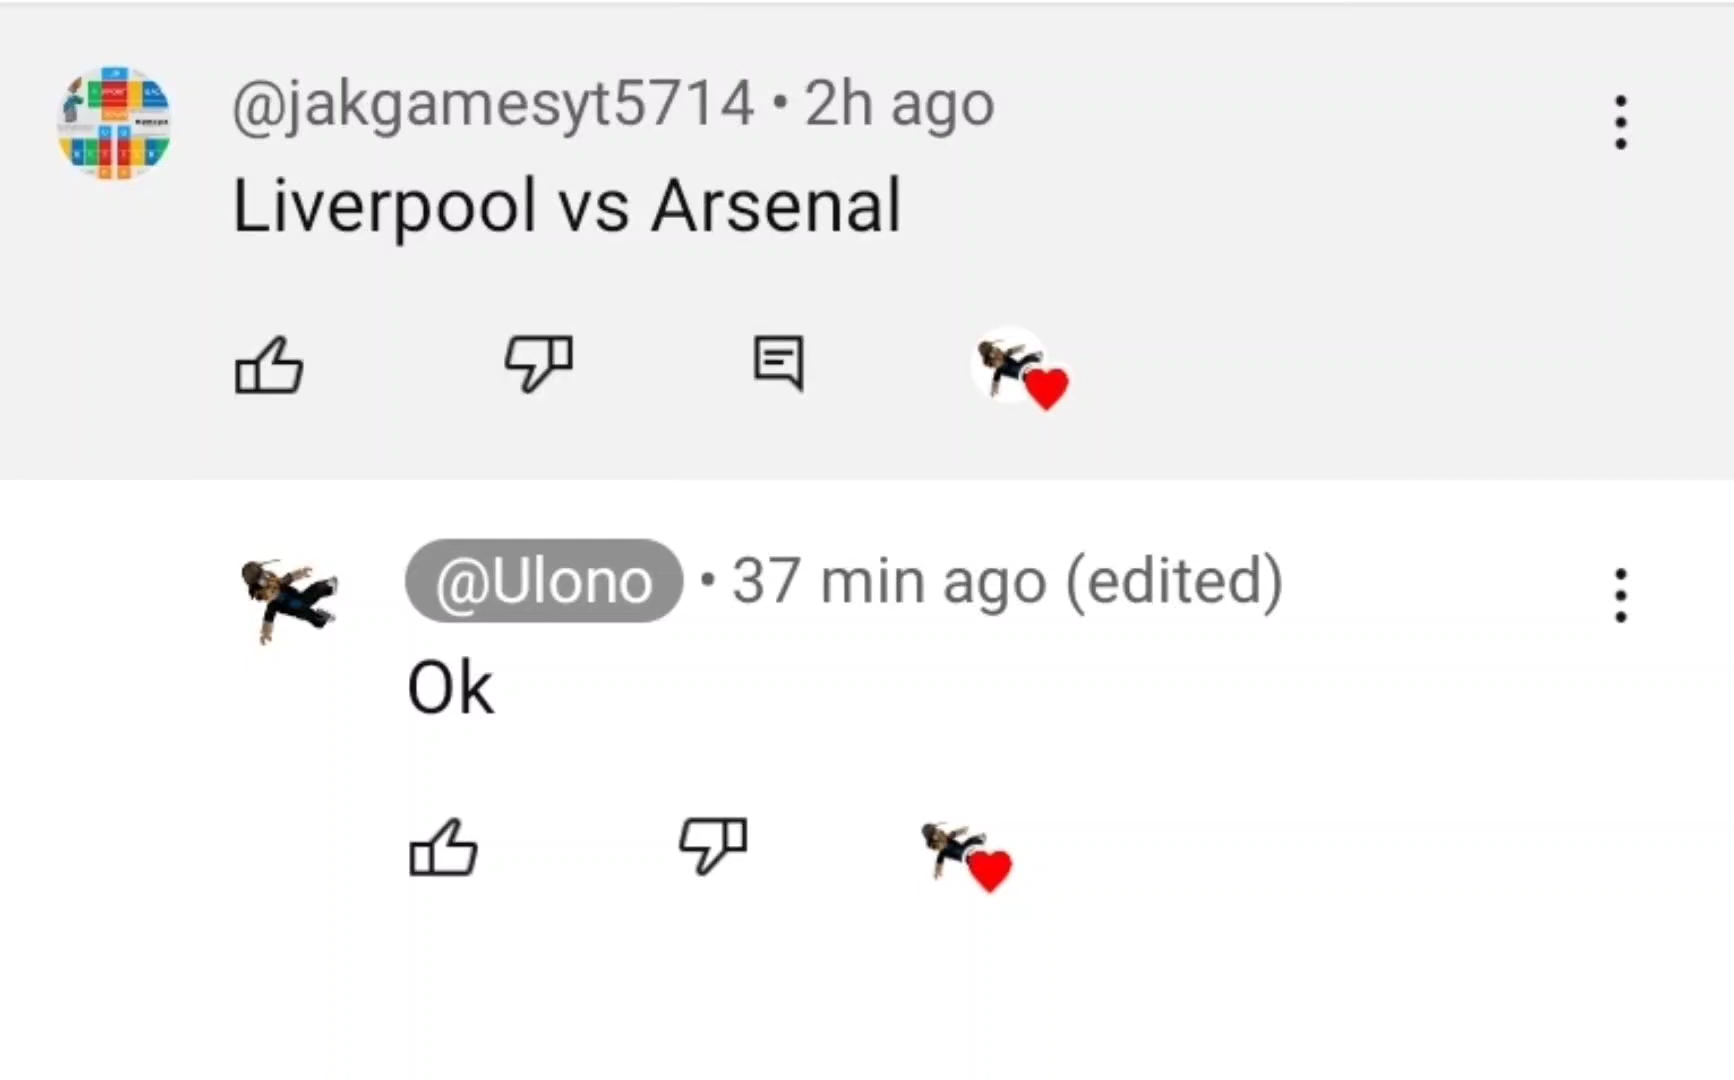 @jakgamesyt5714 • 2h ago
Liverpool vs Arsenal
@Ulono • 37 min ago (edited)
Ok